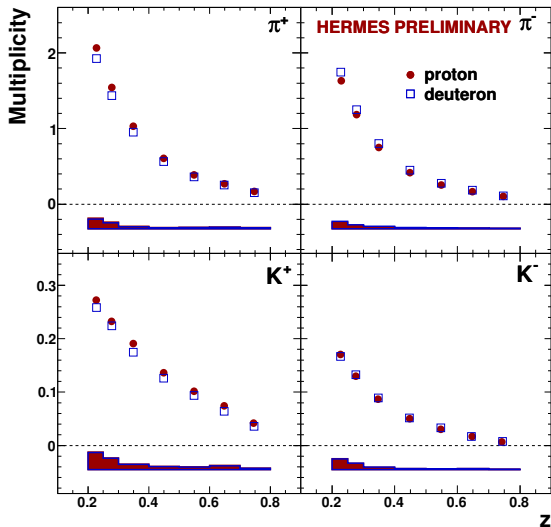 Multiplicity
π+
HERMES PRELIMINARY π-
proton
deuteron
2
1
0
K+
K-
0.3
0.2
0.1
0
0.2 0.4 0.6 0.8 0.2 0.4 0.6 0.8
z